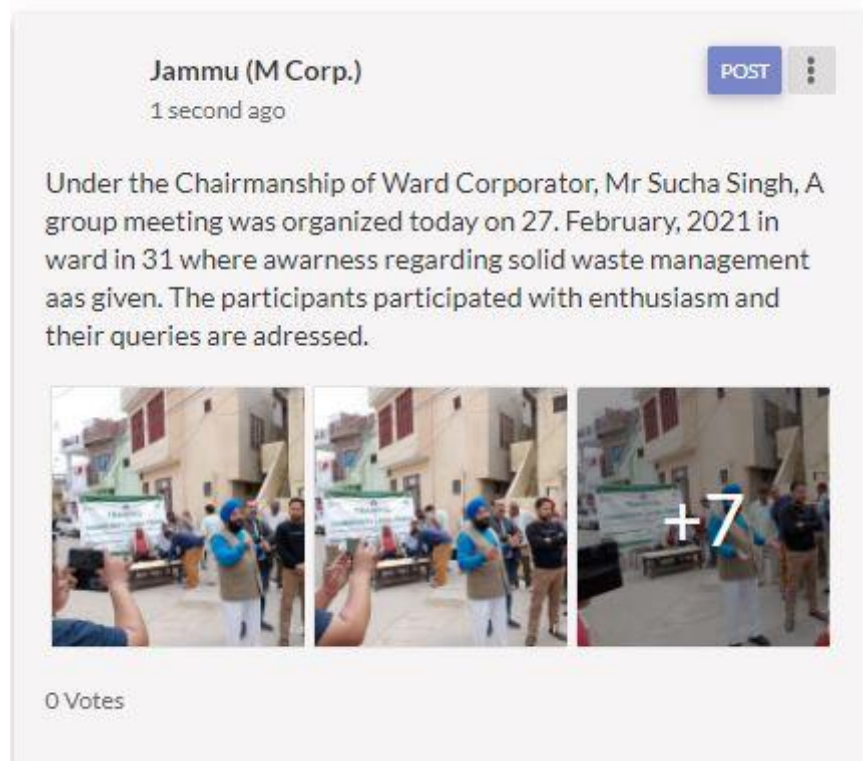 Jammu (M Corp.)
POST
1 second ago
Under the Chairmanship of Ward Corporator, Mr Sucha Singh, A
group meeting was organized today on 27. February, 2021 in
ward in 31 where awarness regarding solid waste management
aas given. The participants participated with enthusiasm and
their queries are adressed.
TRAINING
TRAINING
+7
0 Votes